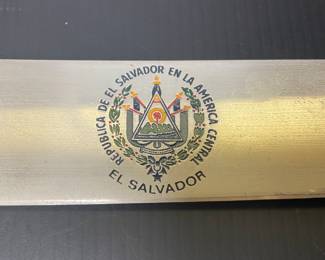 REPUBLICA DE EL SALVADOR EN LA AMERICA CENTRAL
EL SALVADOR